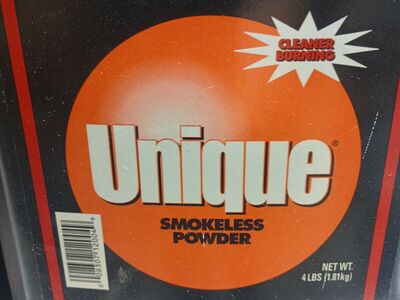 CLEANER
BURNING
Unique®
SMOKELESS
POWDER
NET WT.
4 LBS (1.81kg)